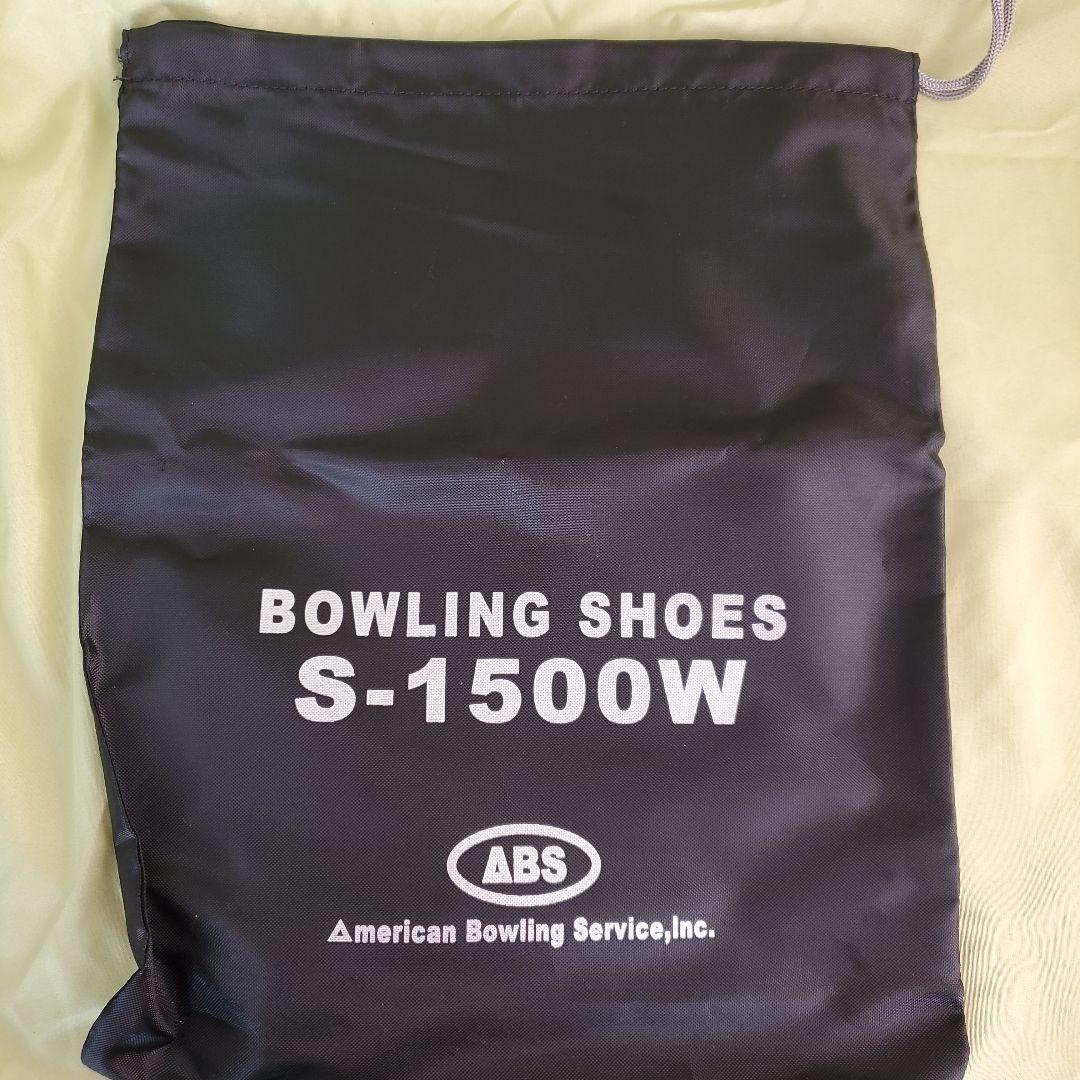 BOWLING SHOES
S-1500W
ABS
American Bowling Service,Inc.